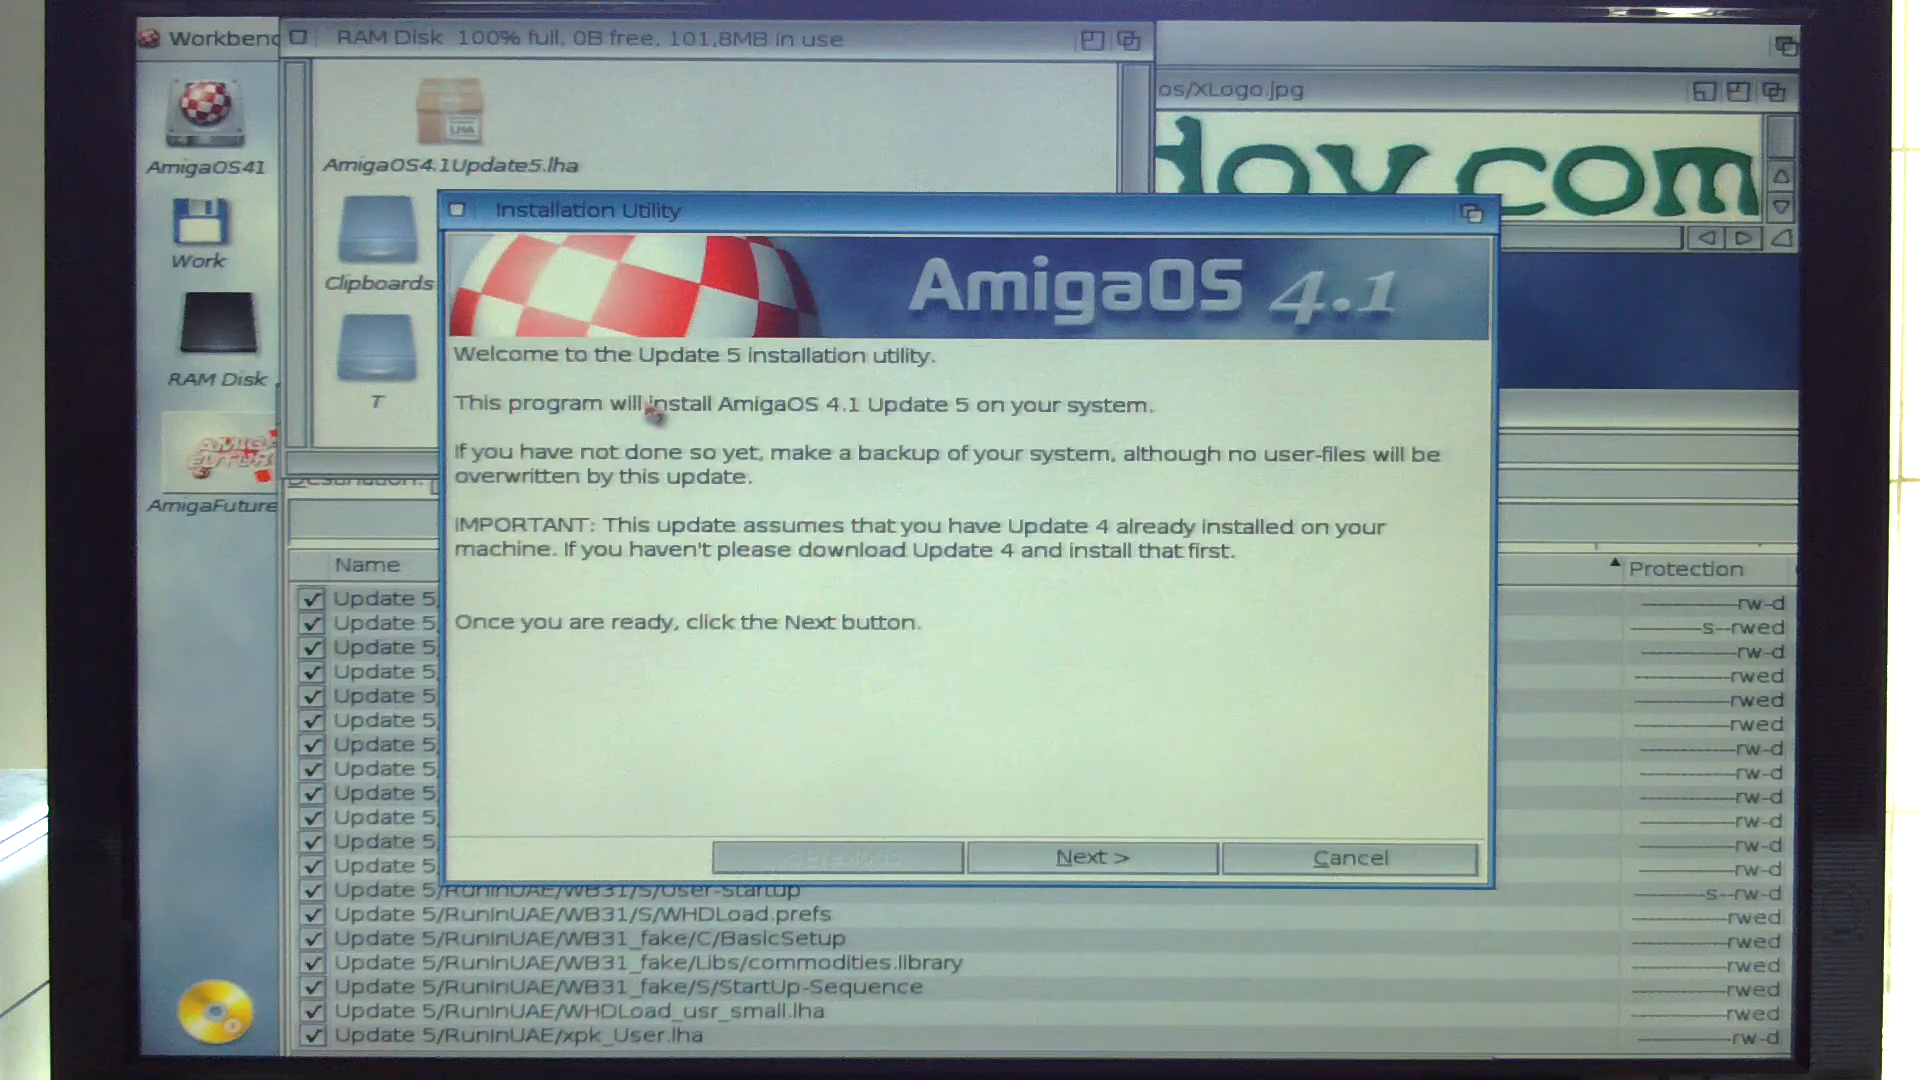 Workbenc
RAM Disk 100% full, 0B free, 101,8MB in use
os/XLogo.jpg
dov.com
AmigaOS41
Work
RAM Disk
AMIGA
FUTUR
AmigaFuture
LHA
AmigaOS4.1Update5.lha
Clipboards
T
Installation Utility
AmigaOS 4.1
Welcome to the Update 5 installation utility.
This program will install AmigaOS 4.1 Update 5 on your system.
If you have not done so yet, make a backup of your system, although no user-files will be
overwritten by this update.
IMPORTANT: This update assumes that you have Update 4 already installed on your
machine. If you haven't please download Update 4 and install that first.
Once you are ready, click the Next button.
< Previous
Next >
Cancel
Destination:
Name
Protection
Update 5 ----------rw-d
Update 5, --------s--rwed
Update 5 ----------rw-d
Update 5, ----------rwed
Update 5, ----------rwed
Update 5, ----------rwed
Update 5, ----------rw-d
Update 5, ----------rw-d
Update 5, ----------rw-d
Update 5, ----------rw-d
Update 5, ----------rw-d
Update 5, ----------rw-d
Update 5/RunInUAE/WB31/S/User-Startup --------s--rw-d
Update 5/RunInUAE/WB31/S/WHDLoad.prefs ----------rwed
Update 5/RunInUAE/WB31_fake/C/BasicSetup ----------rwed
Update 5/RunInUAE/WB31_fake/Libs/commodities.library ----------rwed
Update 5/RunInUAE/WB31_fake/S/StartUp-Sequence ----------rwed
Update 5/RunInUAE/WHDLoad_usr_small.lha ----------rwed
Update 5/RunInUAE/xpk_User.lha ----------rw-d